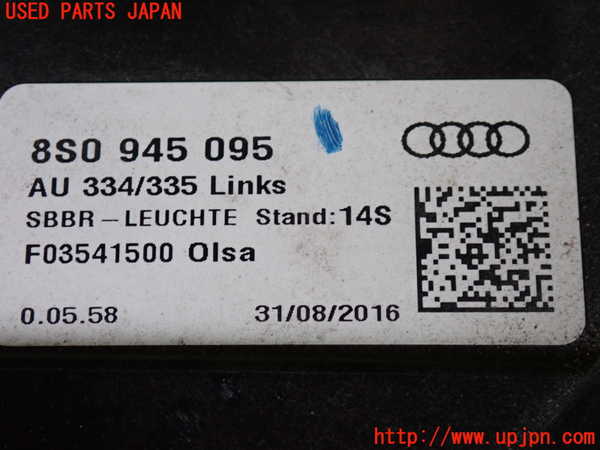 USED PARTS JAPAN
8S0 945 095
AU 334/335 Links
SBBR-LEUCHTE Stand:14S
F03541500 Olsa
0.05.58 31/08/2016
http://www.upjpn.com/